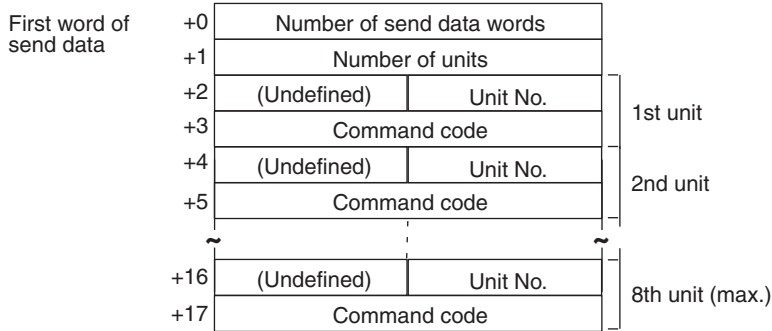 First word of
send data
+0 Number of send data words
+1 Number of units
+2 (Undefined) Unit No.
+3 Command code
1st unit
+4 (Undefined) Unit No.
+5 Command code
2nd unit
+16 (Undefined) Unit No.
+17 Command code
8th unit (max.)